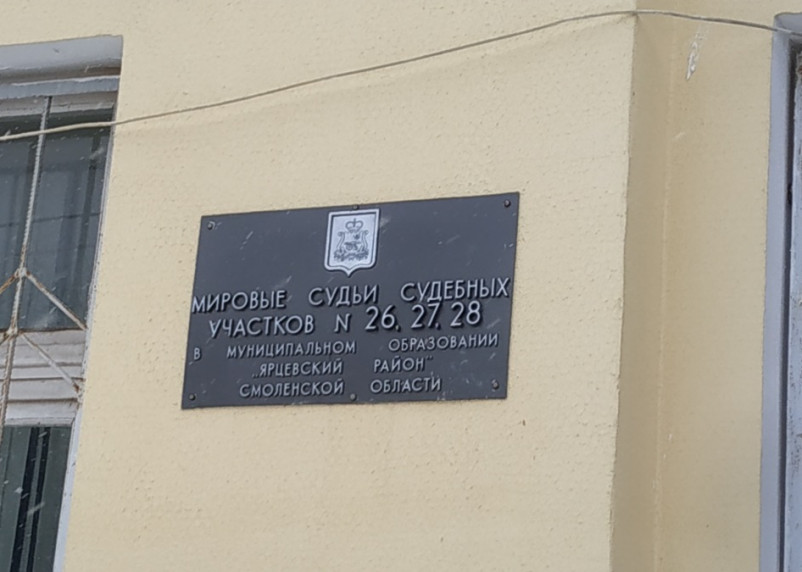 МИРОВЫЕ СУДЬИ СУДЕБНЫХ
УЧАСТКОВ N 26, 27, 28
В МУНИЦИПАЛЬНОМ ОБРАЗОВАНИИ
„ЯРЦЕВСКИЙ РАЙОН"
СМОЛЕНСКОЙ ОБЛАСТИ